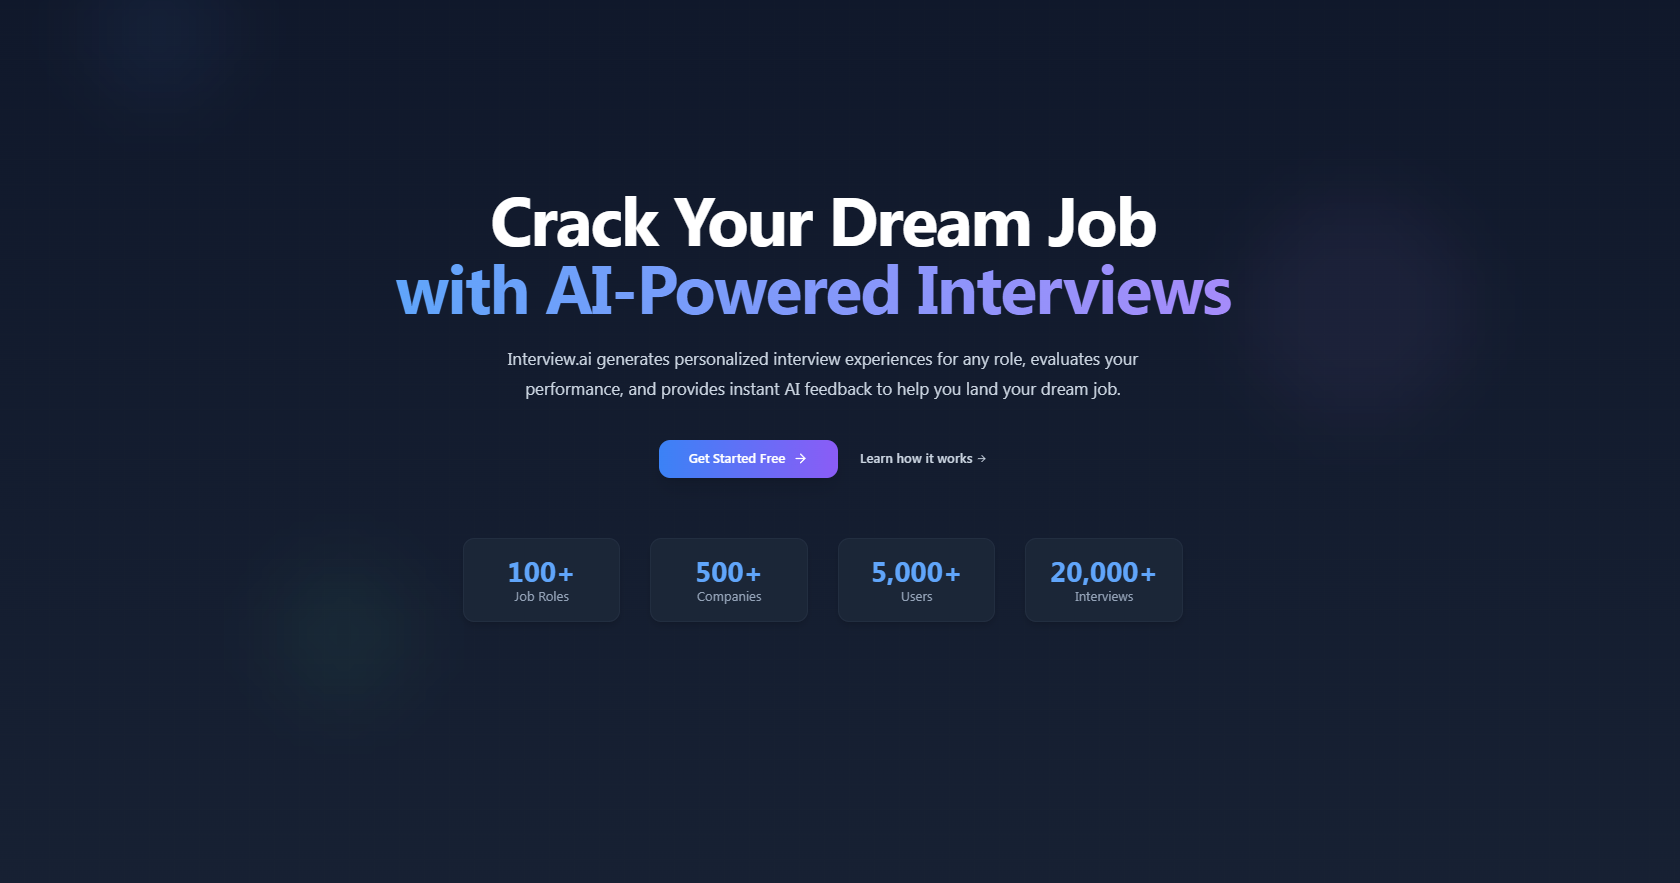 Crack Your Dream Job
with AI-Powered Interviews
Interview.ai generates personalized interview experiences for any role, evaluates your
performance, and provides instant AI feedback to help you land your dream job.
Get Started Free →
Learn how it works →
100+
Job Roles
500+
Companies
5,000+
Users
20,000+
Interviews